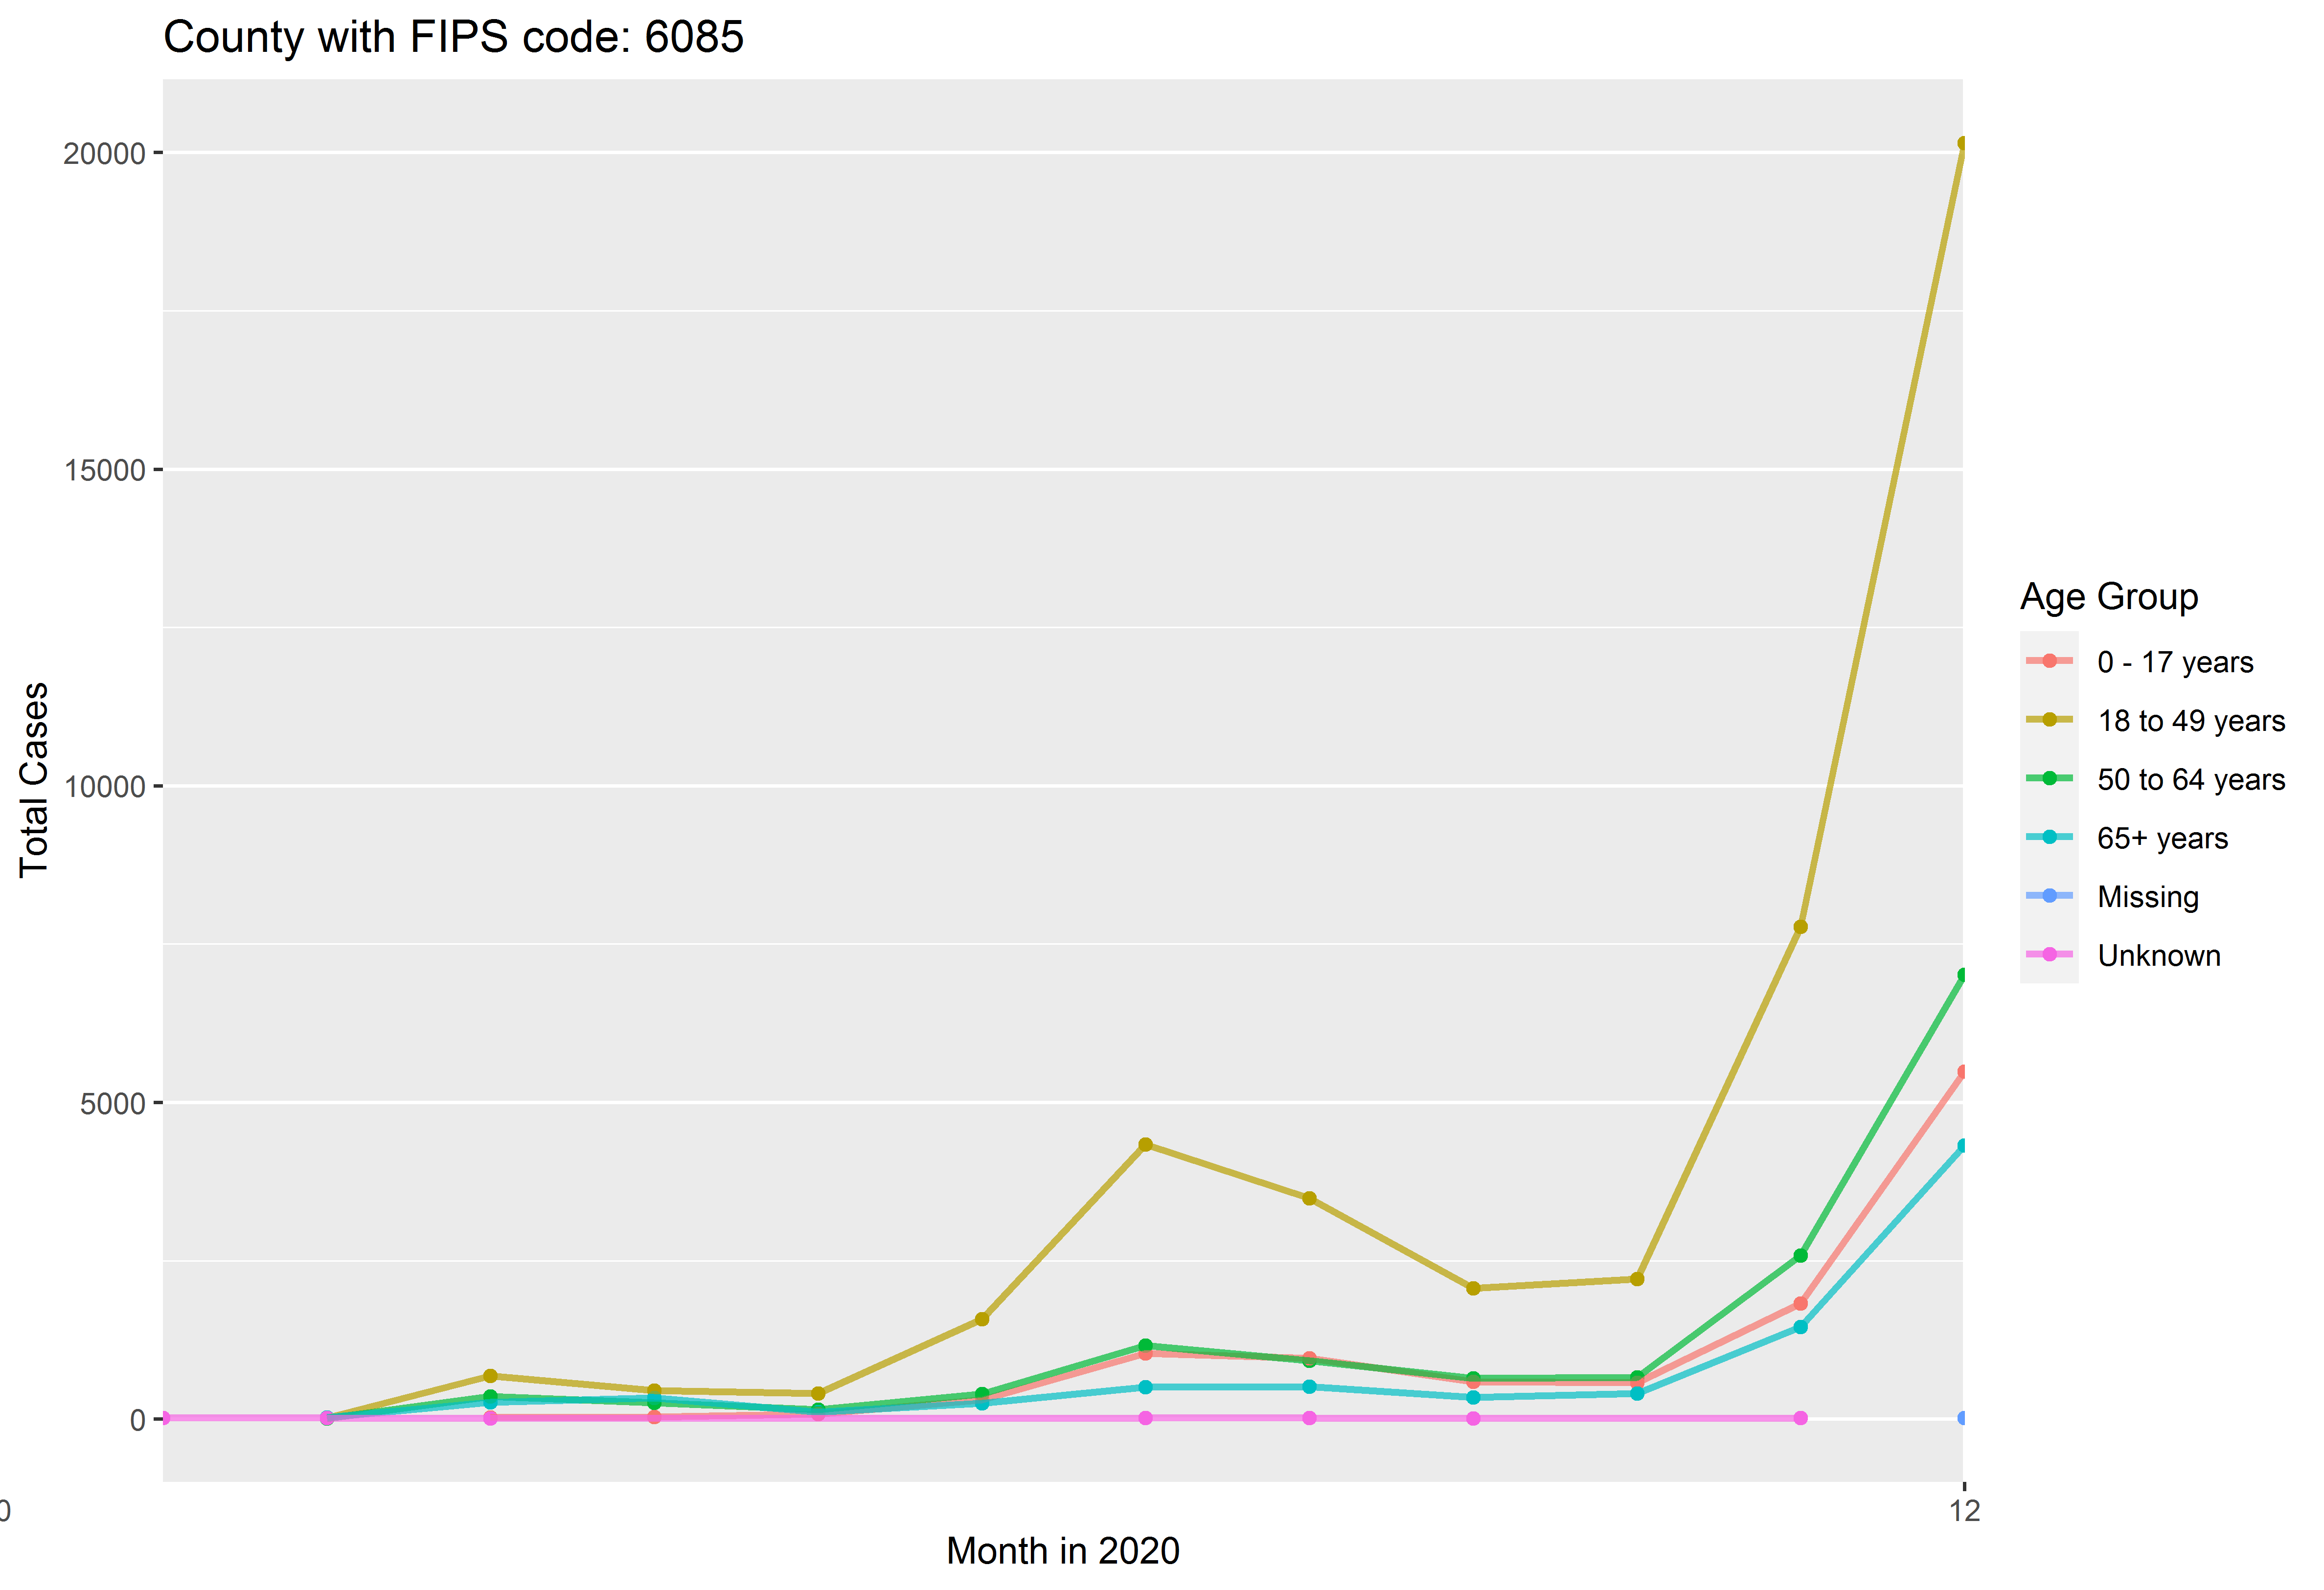 County with FIPS code: 6085
20000
15000
10000
5000
0
Total Cases
0
12
Month in 2020
Age Group
0 - 17 years
18 to 49 years
50 to 64 years
65+ years
Missing
Unknown